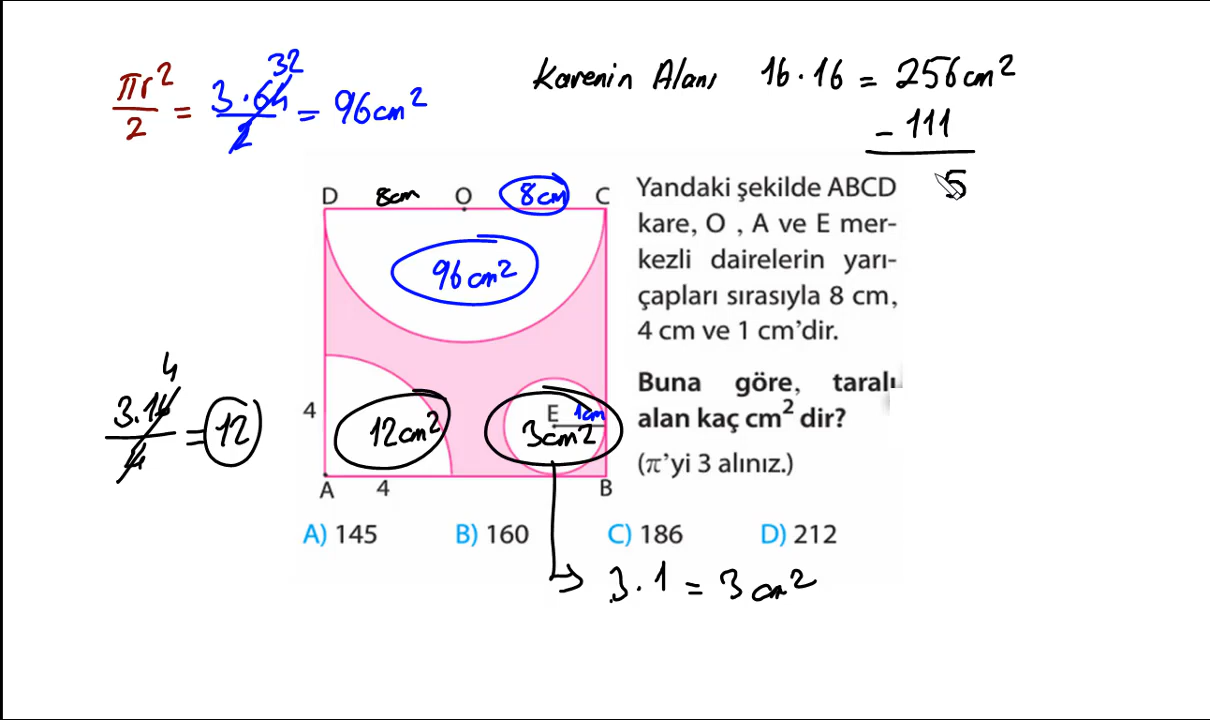 πr²/2 = 3.64/2 = 96cm²
32
Karenin Alanı 16.16 = 256cm²
- 111
5
D 8cm O 8cm C
96cm²
Yandaki şekilde ABCD
kare, O , A ve E mer-
kezli dairelerin yarı-
çapları sırasıyla 8 cm,
4 cm ve 1 cm'dir.
Buna göre, taralı
alan kaç cm² dir?
(π'yi 3 alınız.)
4
3.16/4 = 12
4
12cm²
E 1cm
3cm²
A 4 B
A) 145 B) 160 C) 186 D) 212
3.1 = 3cm²